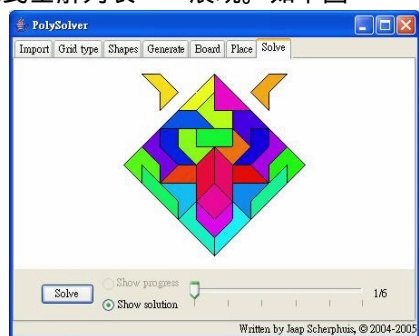 PolySolver
Import Grid type Shapes Generate Board Place Solve
Solve
Show progress
Show solution
1/6
Written by Jaap Scherphuis, © 2004-2005